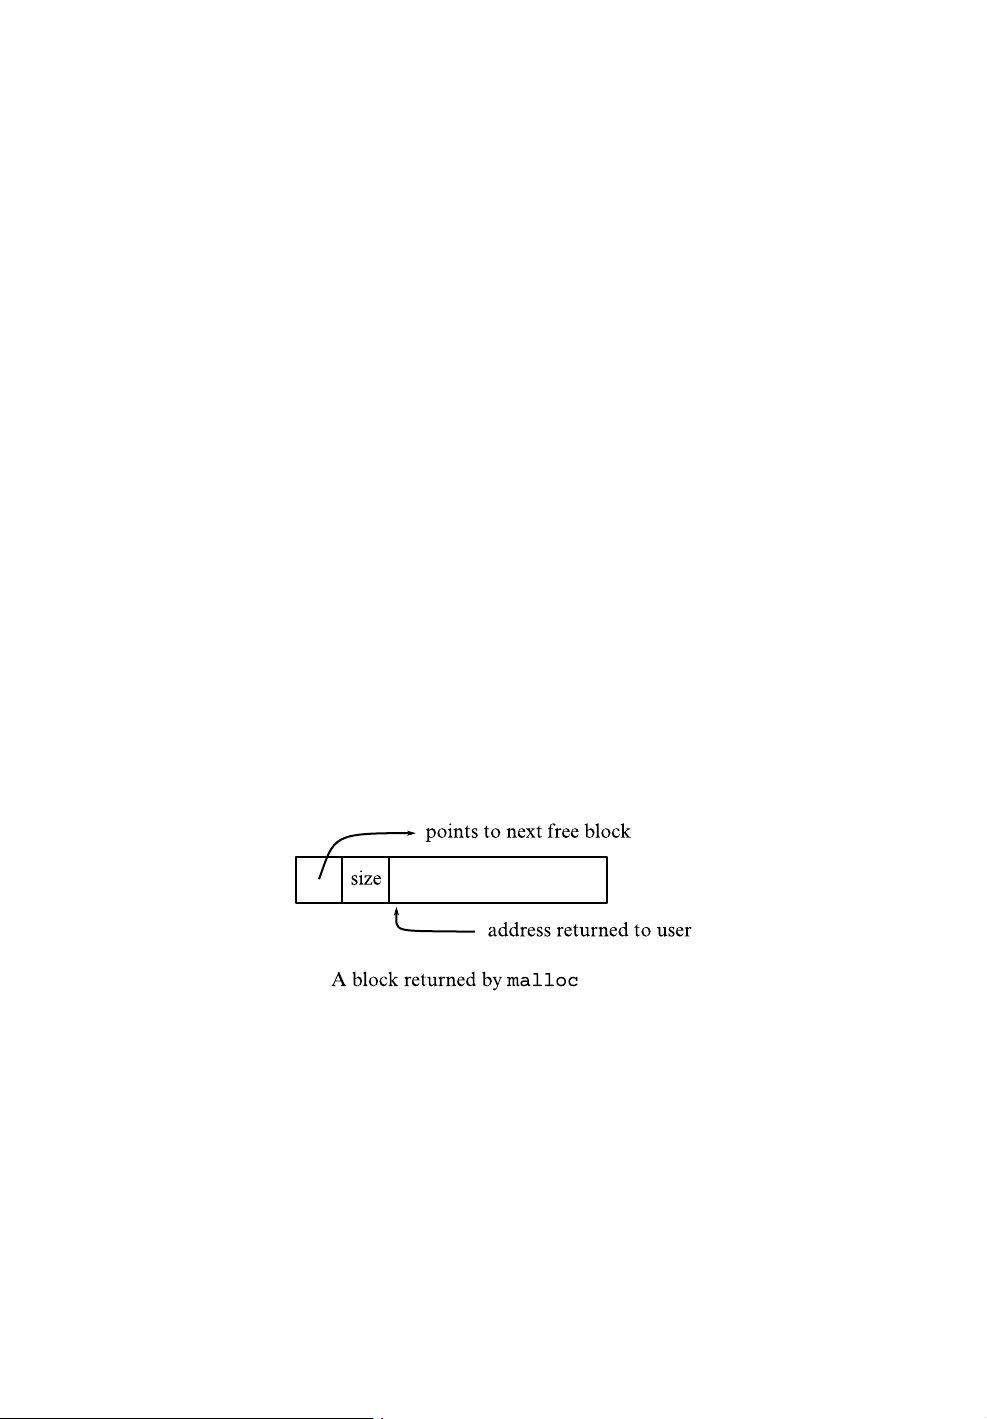 points to next free block
size
address returned to user
A block returned by malloc